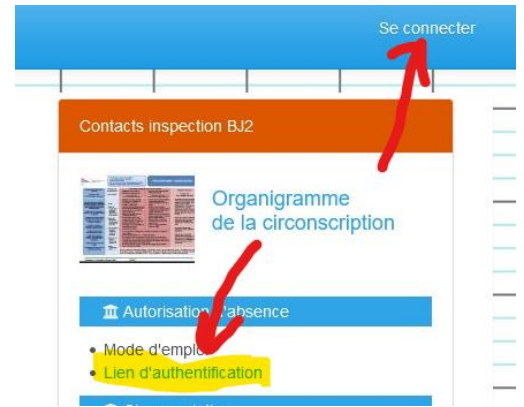 Se connecter
Contacts inspection BJ2
Organigramme
de la circonscription
Autorisation d'absence
Mode d'emploi
Lien d'authentification